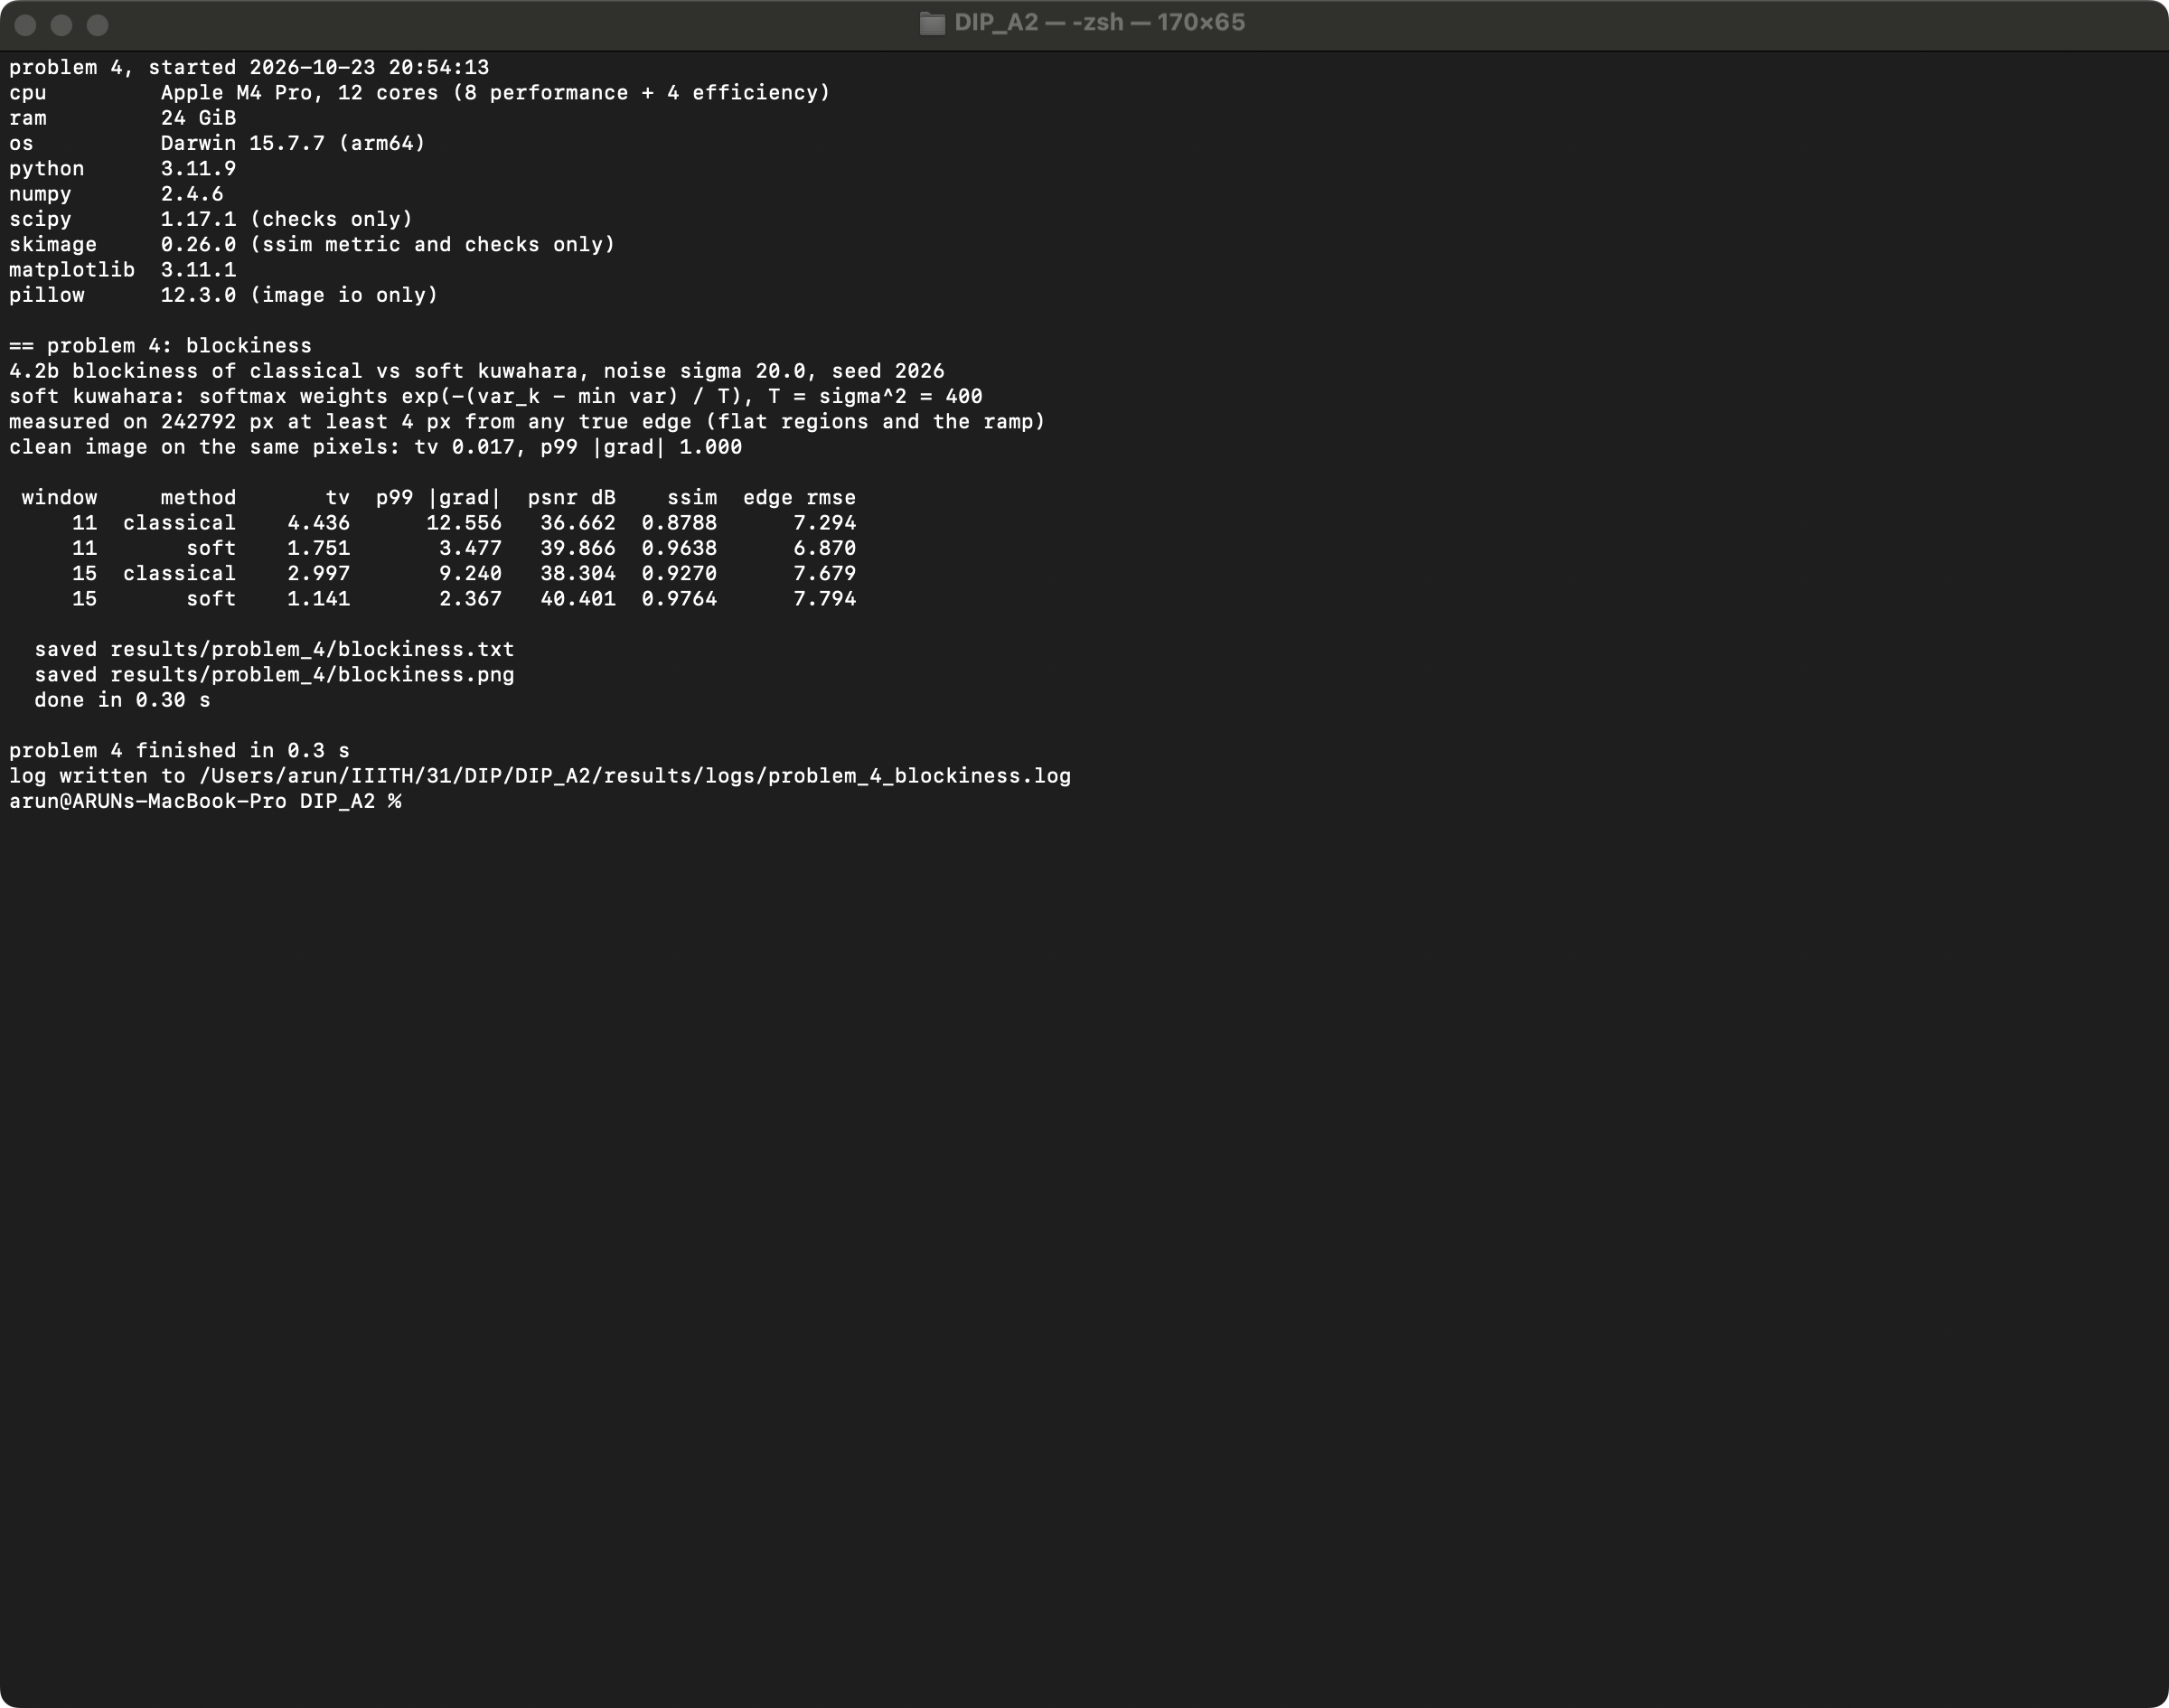 DIP_A2 — -zsh — 170×65
problem 4, started 2026-10-23 20:54:13
cpu         Apple M4 Pro, 12 cores (8 performance + 4 efficiency)
ram         24 GiB
os          Darwin 15.7.7 (arm64)
python      3.11.9
numpy       2.4.6
scipy       1.17.1 (checks only)
skimage     0.26.0 (ssim metric and checks only)
matplotlib  3.11.1
pillow      12.3.0 (image io only)
== problem 4: blockiness
4.2b blockiness of classical vs soft kuwahara, noise sigma 20.0, seed 2026
soft kuwahara: softmax weights exp(-(var_k - min var) / T), T = sigma^2 = 400
measured on 242792 px at least 4 px from any true edge (flat regions and the ramp)
clean image on the same pixels: tv 0.017, p99 |grad| 1.000
 window     method       tv  p99 |grad|  psnr dB    ssim  edge rmse
     11  classical    4.436      12.556   36.662  0.8788      7.294
     11       soft    1.751       3.477   39.866  0.9638      6.870
     15  classical    2.997       9.240   38.304  0.9270      7.679
     15       soft    1.141       2.367   40.401  0.9764      7.794
  saved results/problem_4/blockiness.txt
  saved results/problem_4/blockiness.png
  done in 0.30 s
problem 4 finished in 0.3 s
log written to /Users/arun/IIITH/31/DIP/DIP_A2/results/logs/problem_4_blockiness.log
arun@ARUNs-MacBook-Pro DIP_A2 %